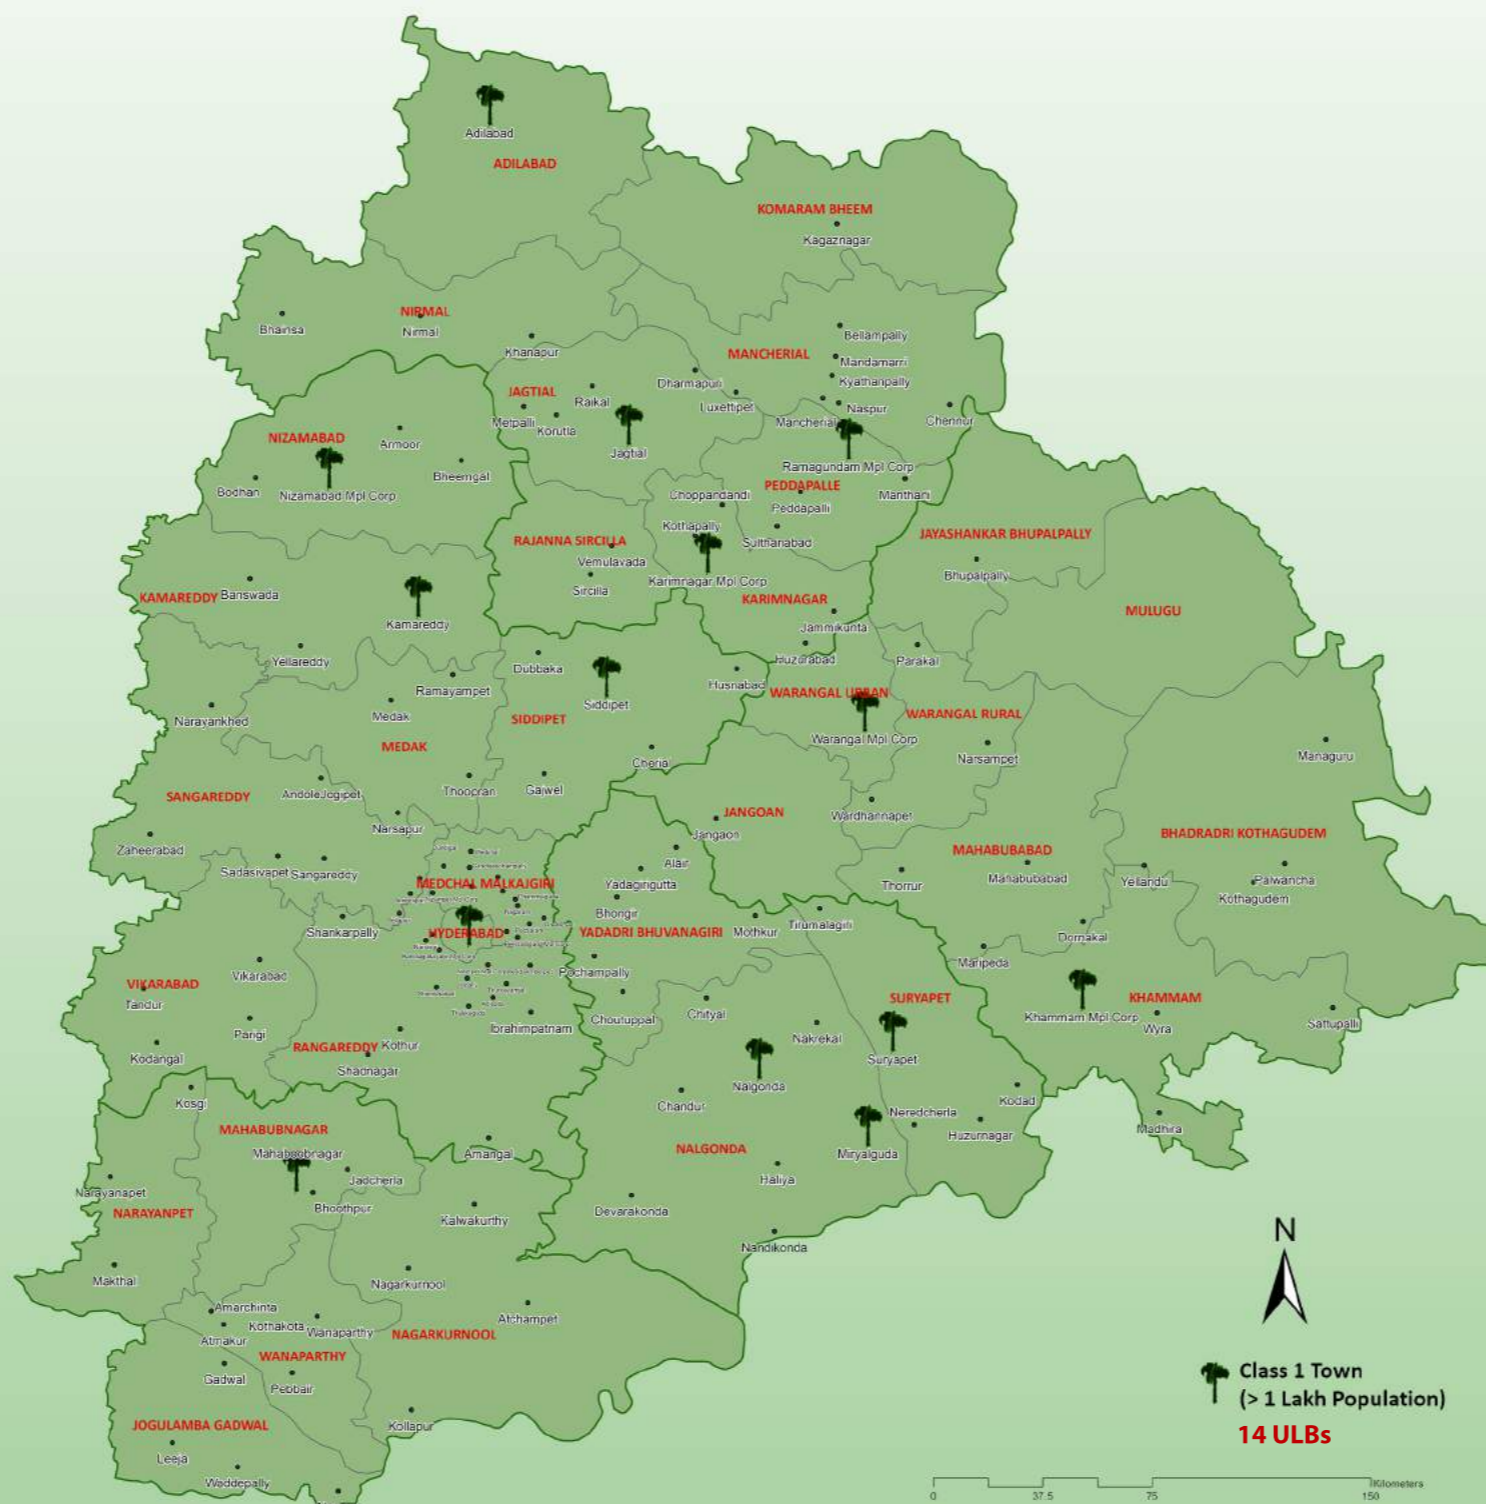 Adilabad
ADILABAD
KOMARAM BHEEM
Kagaznagar
Bhainsa
NIRMAL
Nirmal
Khanapur
Bellampally
MANCHERIAL
Mandamarri
Kyathanpally
Dharmapuri
Luxettipet
JAGTIAL
Raikal
Metpalli
Korutla
Jagtial
Naspur
Mancherial
Chennur
NIZAMABAD
Armoor
Bheemgal
Bodhan
Nizamabad Mpl Corp
Ramagundam Mpl Corp
PEDDAPALLE
Manthani
Choppandandi
Peddapalli
Kothapally
Sulthanabad
RAJANNA SIRCILLA
Vemulavada
Sircilla
Karimnagar Mpl Corp
KARIMNAGAR
JAYASHANKAR BHUPALPALLY
Bhupalpally
MULUGU
KAMAREDDY
Banswada
Kamareddy
Yellareddy
Jammikunta
Huzurabad
Parakal
Dubbaka
Siddipet
Husnabad
Ramayampet
Medak
MEDAK
Narayankhed
SIDDIPET
WARANGAL URBAN
WARANGAL RURAL
Warangal Mpl Corp
Narsampet
Cherial
Gajwel
Thoopran
Managuru
SANGAREDDY
AndoleJogipet
Narsapur
Zaheerabad
Sadasivapet
Sangareddy
JANGOAN
Jangaon
Wardhannapet
BHADRADRI KOTHAGUDEM
MAHABUBABAD
Mahabubabad
Yellandu
Palwancha
Kothagudem
Thorrur
Alair
Yadagirigutta
Bhongir
MEDCHAL MALKAJGIRI
HYDERABAD
YADADRI BHUVANAGIRI
Mothkur
Tirumalagiri
Dornakal
Maripeda
Shankarpally
Vikarabad
VIKARABAD
Tandur
Parigi
Kodangal
Pochampally
Choutuppal
Chityal
Nakrekal
SURYAPET
Suryapet
Khammam Mpl Corp
KHAMMAM
Wyra
Sattupalli
RANGAREDDY
Kothur
Shadnagar
Ibrahimpatnam
Kosgi
Nalgonda
Chandur
Kodad
Neredcherla
Huzurnagar
Madhira
MAHABUBNAGAR
Mahaboobnagar
Jadcherla
Amangal
NALGONDA
Miryalguda
Haliya
Narayanapet
NARAYANPET
Bhoothpur
Kalwakurthy
Devarakonda
Nandikonda
Makthal
Nagarkurnool
Atchampet
Amarchinta
Kothakota
Wanaparthy
Atmakur
NAGARKURNOOL
WANAPARTHY
Gadwal
Pebbair
JOGULAMBA GADWAL
Kollapur
Leeja
Waddepally
N
Class 1 Town
(> 1 Lakh Population)
14 ULBs
Kilometers
0 37.5 75 150